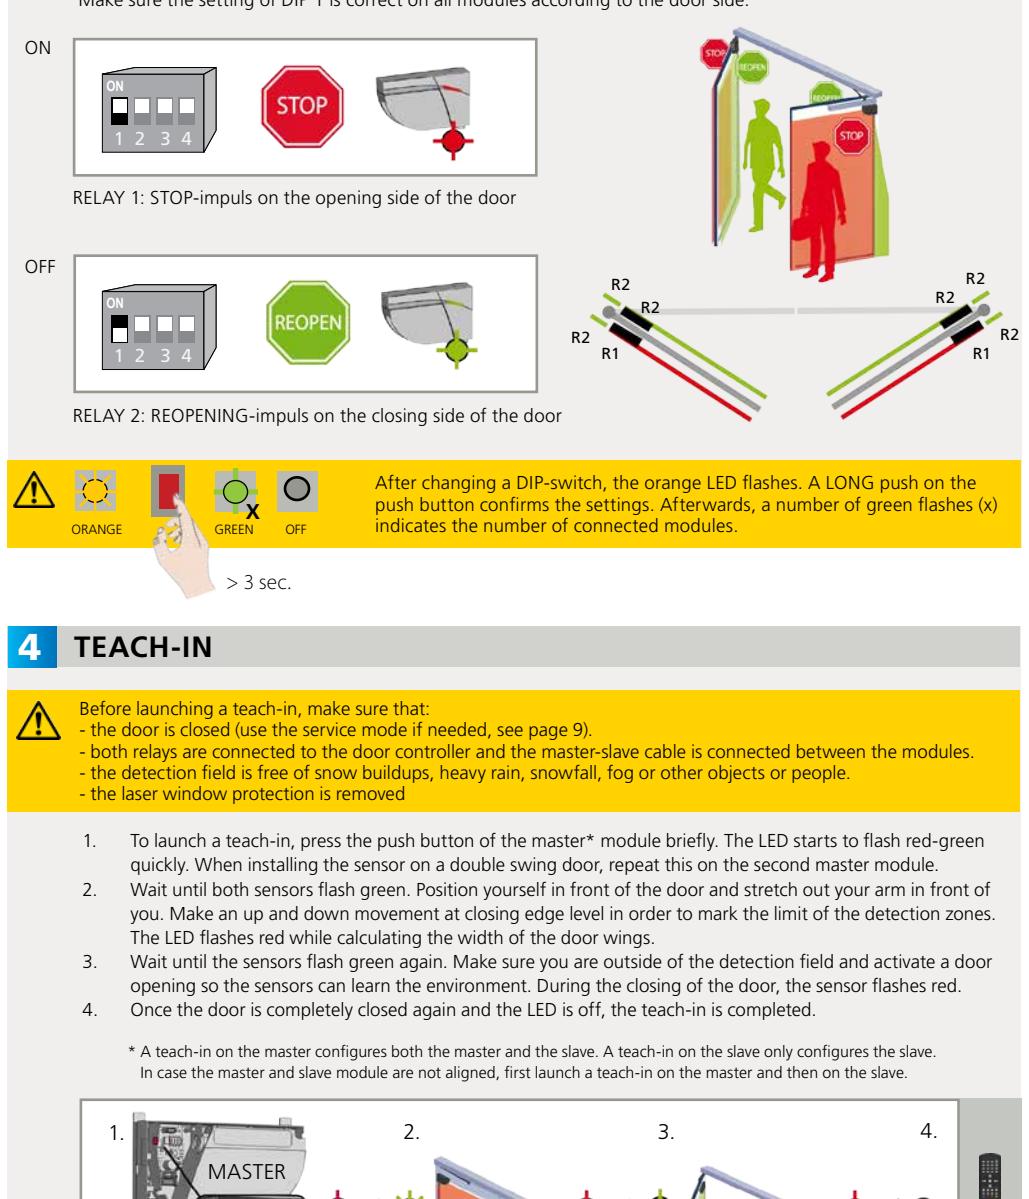 Make sure the setting of DIP 1 is correct on all modules according to the door side.
ON
ON
1 2 3 4
STOP
RELAY 1: STOP-impuls on the opening side of the door
STOP
REOPEN
REOPEN
STOP
OFF
ON
1 2 3 4
REOPEN
RELAY 2: REOPENING-impuls on the closing side of the door
R2
R2
R2
R1
R2
R2
R2
R1
ORANGE
X
GREEN
OFF
> 3 sec.
After changing a DIP-switch, the orange LED flashes. A LONG push on the
push button confirms the settings. Afterwards, a number of green flashes (x)
indicates the number of connected modules.
4 TEACH-IN
Before launching a teach-in, make sure that:
- the door is closed (use the service mode if needed, see page 9).
- both relays are connected to the door controller and the master-slave cable is connected between the modules.
- the detection field is free of snow buildups, heavy rain, snowfall, fog or other objects or people.
- the laser window protection is removed
1. To launch a teach-in, press the push button of the master* module briefly. The LED starts to flash red-green
quickly. When installing the sensor on a double swing door, repeat this on the second master module.
2. Wait until both sensors flash green. Position yourself in front of the door and stretch out your arm in front of
you. Make an up and down movement at closing edge level in order to mark the limit of the detection zones.
The LED flashes red while calculating the width of the door wings.
3. Wait until the sensors flash green again. Make sure you are outside of the detection field and activate a door
opening so the sensors can learn the environment. During the closing of the door, the sensor flashes red.
4. Once the door is completely closed again and the LED is off, the teach-in is completed.
* A teach-in on the master configures both the master and the slave. A teach-in on the slave only configures the slave.
In case the master and slave module are not aligned, first launch a teach-in on the master and then on the slave.
1.
MASTER
2.
3.
4.